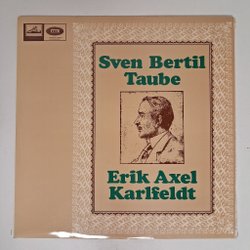 Sven Bertil
Taube
Erik Axel
Karlfeldt